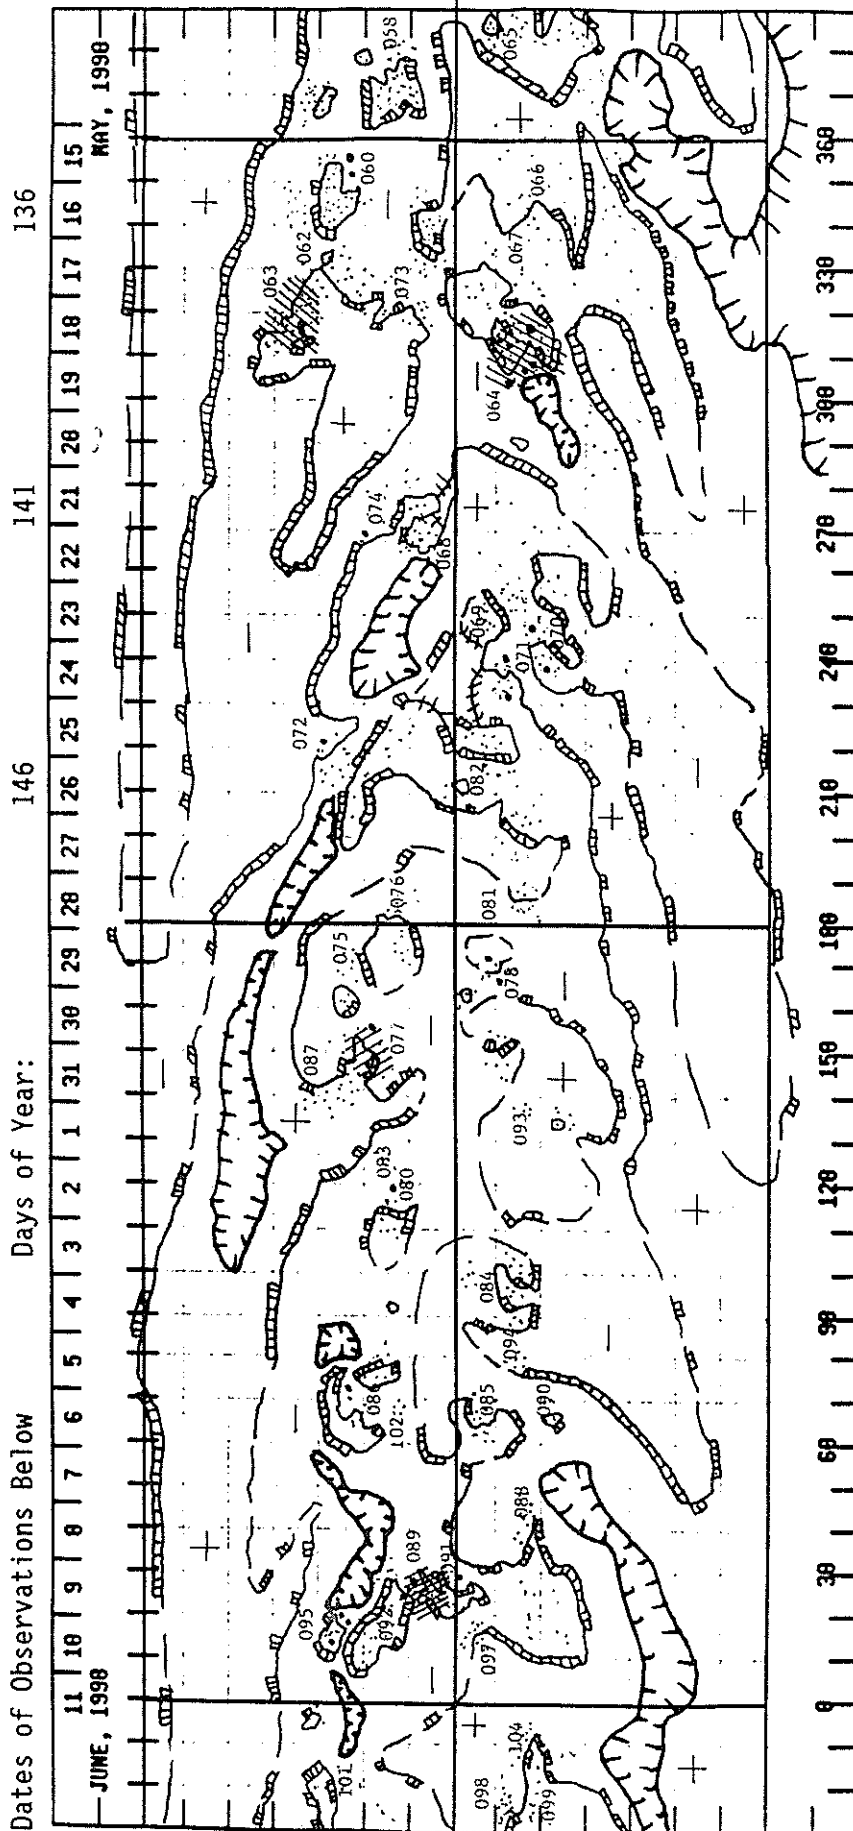 Dates of Observations Below Days of Year: 146 141 136
11 | 10 | 9 | 8 | 7 | 6 | 5 | 4 | 3 | 2 | 1 | 31 | 30 | 29 | 28 | 27 | 26 | 25 | 24 | 23 | 22 | 21 | 20 | 19 | 18 | 17 | 16 | 15 |
JUNE, 1990 MAY, 1990
063
095 087 072 062
101 086 075 074 060 058
092 102 080 083 077 076 073
089
091 068
098 097 085 084 078 081 082 069 064 067 065
104 088 094 093 071 066
099 090 070
0 30 60 90 120 150 180 210 240 270 300 330 360